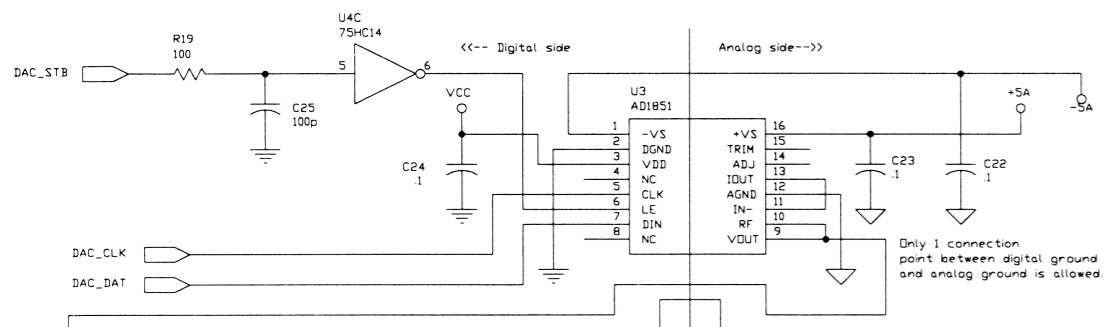 U4C
75HC14
R19
100
<<-- Digital side
Analog side-->>
DAC_STB
5
6
C25
100p
VCC
U3
AD1851
+5A
-5A
C24
.1
1
-VS
+VS
16
2
DGND
TRIM
15
3
VDD
ADJ
14
4
NC
IOUT
13
5
CLK
AGND
12
6
LE
IN-
11
7
DIN
RF
10
8
NC
VOUT
9
C23
.1
C22
.1
DAC_CLK
DAC_DAT
Only 1 connection
point between digital ground
and analog ground is allowed.